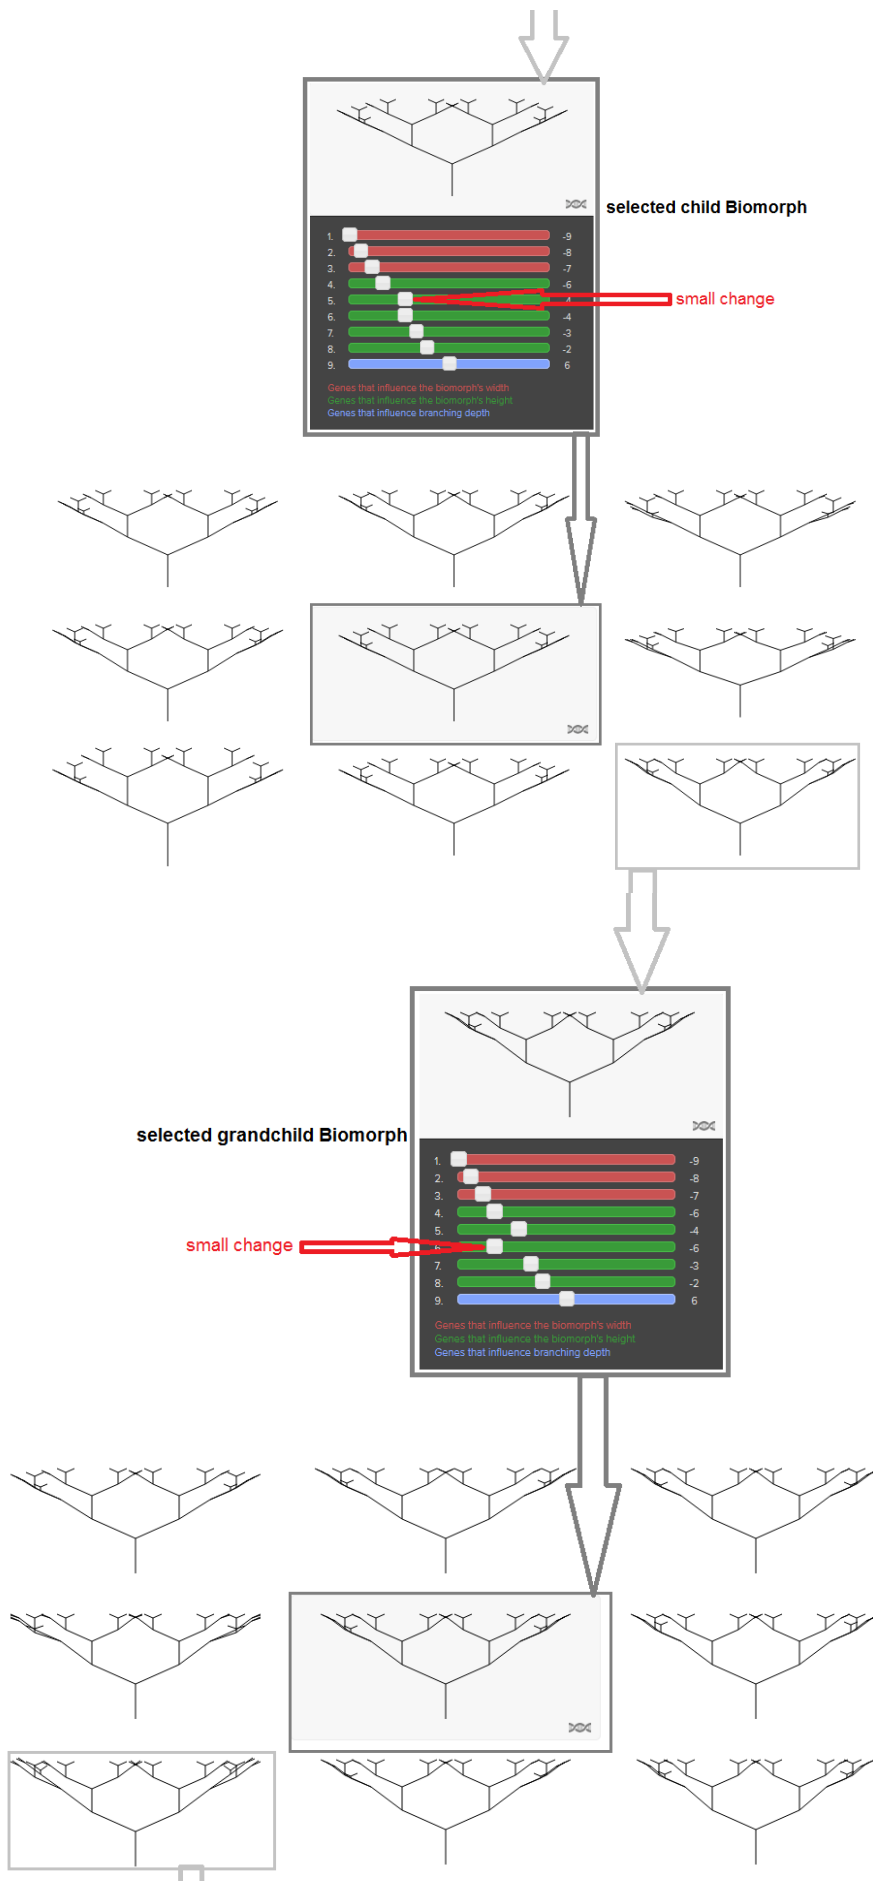 selected child Biomorph
1. -9
2. -8
3. -7
4. -6
5. 4
small change
6. -4
7. -3
8. -2
9. 6
Genes that influence the biomorph's width
Genes that influence the biomorph's height
Genes that influence branching depth
selected grandchild Biomorph
1. -9
2. -8
3. -7
4. -6
5. -4
small change
6. -6
7. -3
8. -2
9. 6
Genes that influence the biomorph's width
Genes that influence the biomorph's height
Genes that influence branching depth